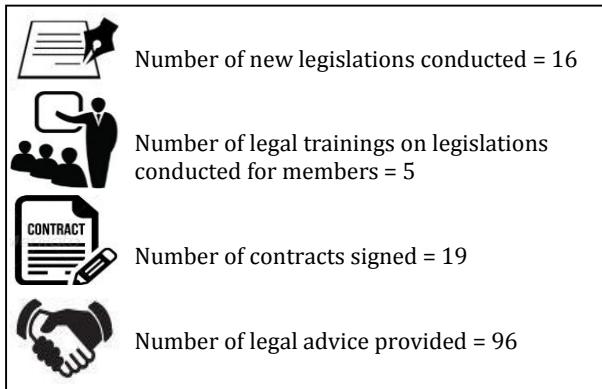 Number of new legislations conducted = 16
Number of legal trainings on legislations
conducted for members = 5
CONTRACT
Number of contracts signed = 19
Number of legal advice provided = 96